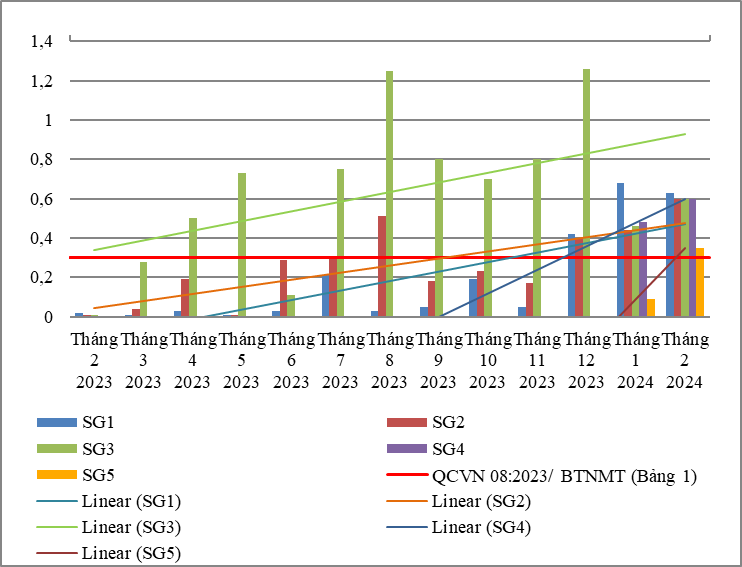 1,4
1,2
1
0,8
0,6
0,4
0,2
0
Tháng Tháng Tháng Tháng Tháng Tháng Tháng Tháng Tháng Tháng Tháng Tháng Tháng
2 3 4 5 6 7 8 9 10 11 12 1 2
2023 2023 2023 2023 2023 2023 2023 2023 2023 2023 2023 2024 2024
SG1 SG2
SG3 SG4
SG5 QCVN 08:2023/ BTNMT (Bảng 1)
Linear (SG1) Linear (SG2)
Linear (SG3) Linear (SG4)
Linear (SG5)